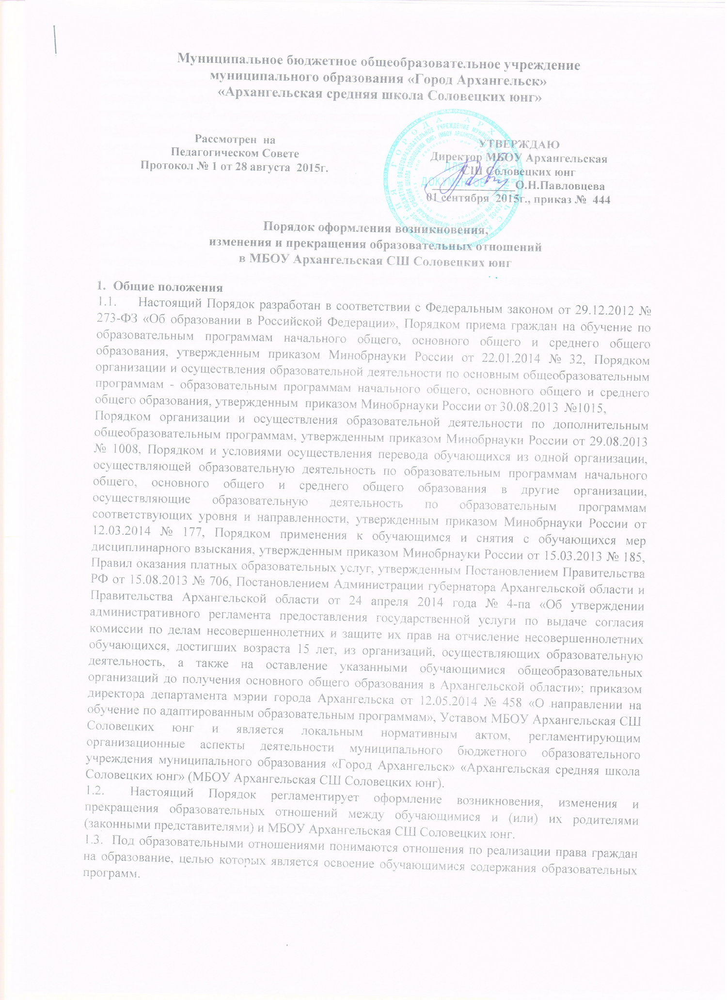 Муниципальное бюджетное общеобразовательное учреждение
муниципального образования «Город Архангельск»
«Архангельская средняя школа Соловецких юнг»
Рассмотрен на
Педагогическом Совете
Протокол № 1 от 28 августа 2015г.
УТВЕРЖДАЮ
Директор МБОУ Архангельская
СШ Соловецких юнг
_____________О.Н.Павловцева
01 сентября 2015г., приказ № 444
ДЛЯ
ДОКУМЕНТОВ
Порядок оформления возникновения,
изменения и прекращения образовательных отношений
в МБОУ Архангельская СШ Соловецких юнг
1. Общие положения
1.1. Настоящий Порядок разработан в соответствии с Федеральным законом от 29.12.2012 №
273-ФЗ «Об образовании в Российской Федерации», Порядком приема граждан на обучение по
образовательным программам начального общего, основного общего и среднего общего
образования, утвержденным приказом Минобрнауки России от 22.01.2014 № 32, Порядком
организации и осуществления образовательной деятельности по основным общеобразовательным
программам - образовательным программам начального общего, основного общего и среднего
общего образования, утвержденным приказом Минобрнауки России от 30.08.2013 №1015,
Порядком организации и осуществления образовательной деятельности по дополнительным
общеобразовательным программам, утвержденным приказом Минобрнауки России от 29.08.2013
№ 1008, Порядком и условиями осуществления перевода обучающихся из одной организации,
осуществляющей образовательную деятельность по образовательным программам начального
общего, основного общего и среднего общего образования в другие организации,
осуществляющие образовательную деятельность по образовательным программам
соответствующих уровня и направленности, утвержденным приказом Минобрнауки России от
12.03.2014 № 177, Порядком применения к обучающимся и снятия с обучающихся мер
дисциплинарного взыскания, утвержденным приказом Минобрнауки России от 15.03.2013 № 185,
Правил оказания платных образовательных услуг, утвержденным Постановлением Правительства
РФ от 15.08.2013 № 706, Постановлением Администрации губернатора Архангельской области и
Правительства Архангельской области от 24 апреля 2014 года № 4-па «Об утверждении
административного регламента предоставления государственной услуги по выдаче согласия
комиссии по делам несовершеннолетних и защите их прав на отчисление несовершеннолетних
обучающихся, достигших возраста 15 лет, из организаций, осуществляющих образовательную
деятельность, а также на оставление указанными обучающимися общеобразовательных
организаций до получения основного общего образования в Архангельской области»; приказом
директора департамента мэрии города Архангельска от 12.05.2014 № 458 «О направлении на
обучение по адаптированным образовательным программам», Уставом МБОУ Архангельская СШ
Соловецких юнг и является локальным нормативным актом, регламентирующим
организационные аспекты деятельности муниципального бюджетного образовательного
учреждения муниципального образования «Город Архангельск» «Архангельская средняя школа
Соловецких юнг» (МБОУ Архангельская СШ Соловецких юнг).
1.2. Настоящий Порядок регламентирует оформление возникновения, изменения и
прекращения образовательных отношений между обучающимися и (или) их родителями
(законными представителями) и МБОУ Архангельская СШ Соловецких юнг.
1.3. Под образовательными отношениями понимаются отношения по реализации права граждан
на образование, целью которых является освоение обучающимися содержания образовательных
программ.